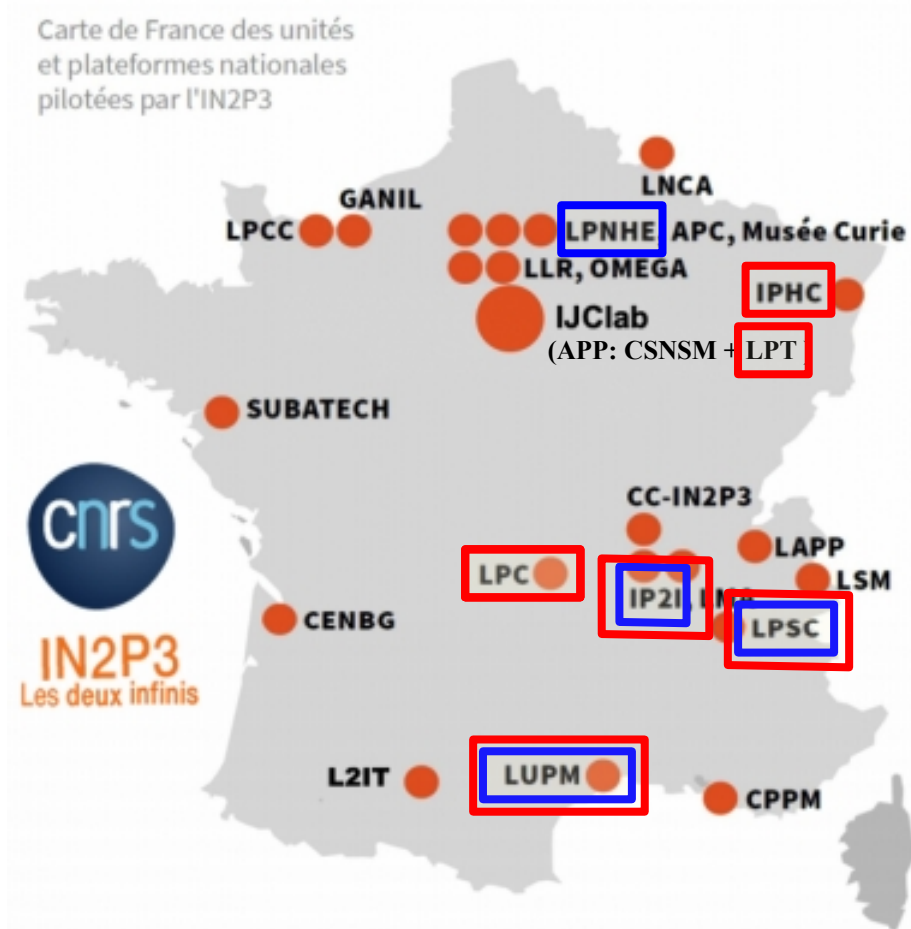 Carte de France des unités
et plateformes nationales
pilotées par l'IN2P3
LNCA
GANIL
LPCC
LPNHE, APC, Musée Curie
LLR, OMEGA
IPHC
IJClab
(APP: CSNSM + LPT )
SUBATECH
cnrs
IN2P3
Les deux infinis
CC-IN2P3
LAPP
LSM
LPC
IP2I, LMA
LPSC
CENBG
L2IT
LUPM
CPPM